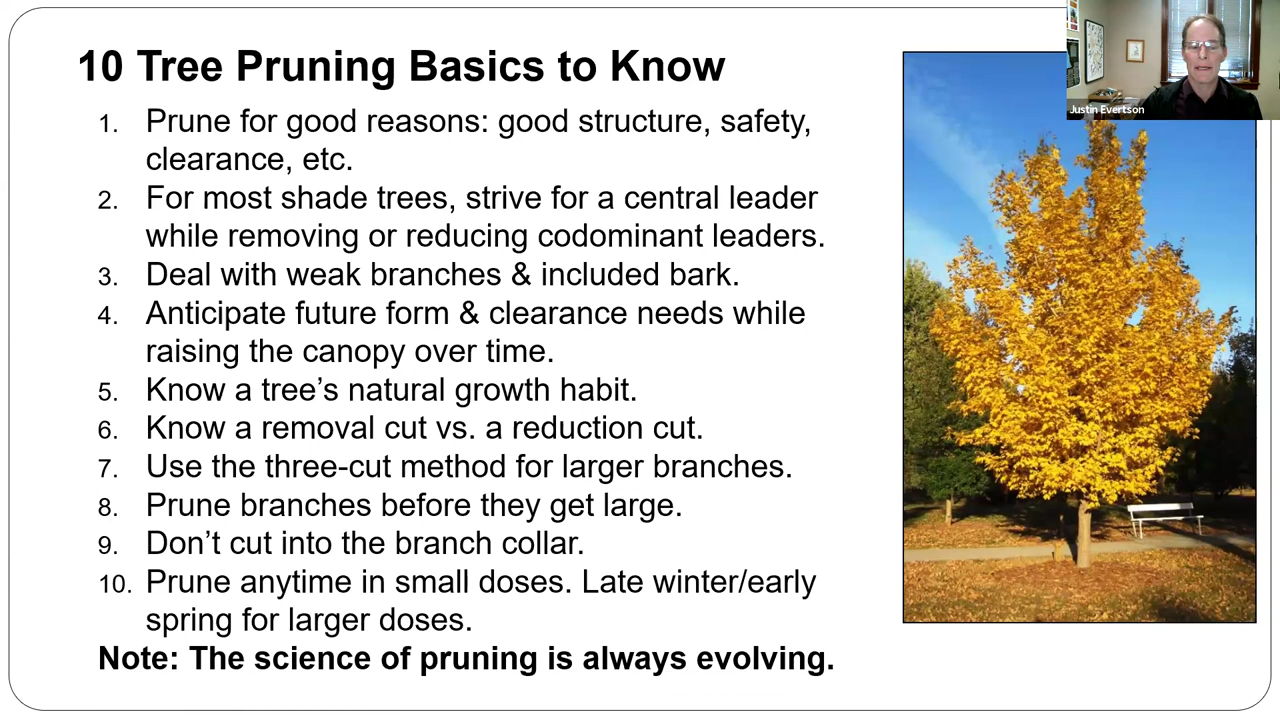 10 Tree Pruning Basics to Know
1. Prune for good reasons: good structure, safety,
clearance, etc.
2. For most shade trees, strive for a central leader
while removing or reducing codominant leaders.
3. Deal with weak branches & included bark.
4. Anticipate future form & clearance needs while
raising the canopy over time.
5. Know a tree’s natural growth habit.
6. Know a removal cut vs. a reduction cut.
7. Use the three-cut method for larger branches.
8. Prune branches before they get large.
9. Don’t cut into the branch collar.
10. Prune anytime in small doses. Late winter/early
spring for larger doses.
Note: The science of pruning is always evolving.
Justin Evertson